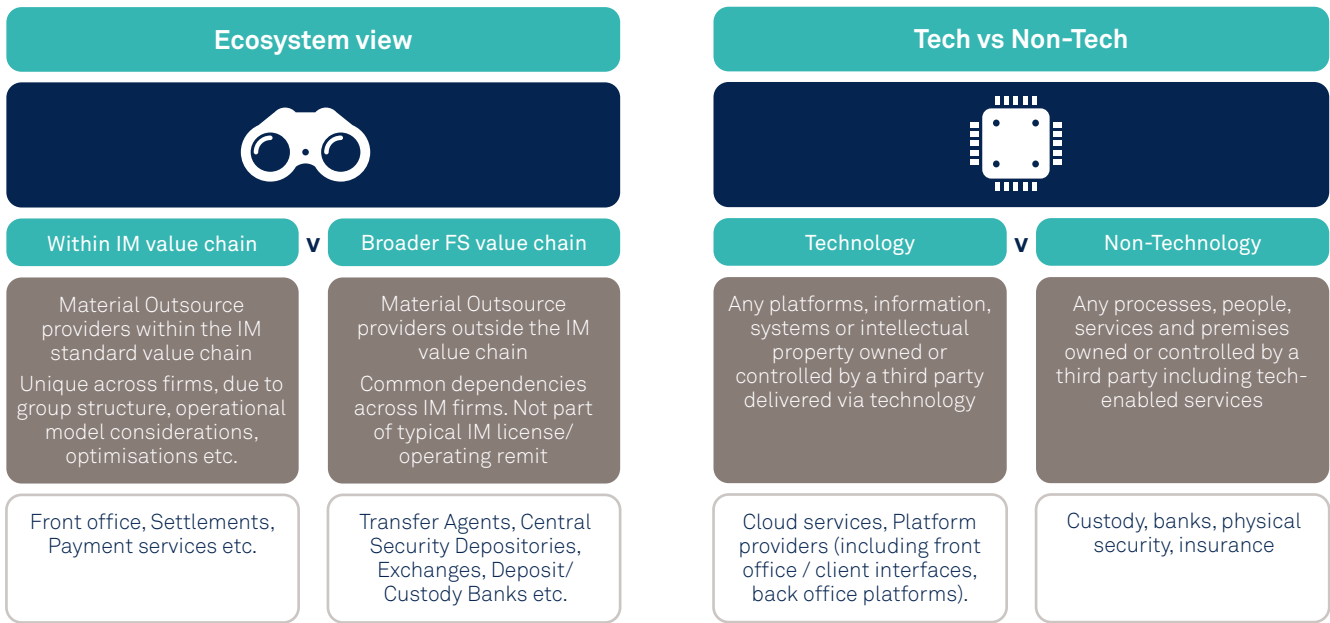 Ecosystem view
Within IM value chain
v
Broader FS value chain
Material Outsource
providers within the IM
standard value chain
Unique across firms, due to
group structure, operational
model considerations,
optimisations etc.
Material Outsource
providers outside the IM
value chain
Common dependencies
across IM firms. Not part
of typical IM license/
operating remit
Front office, Settlements,
Payment services etc.
Transfer Agents, Central
Security Depositories,
Exchanges, Deposit/
Custody Banks etc.
Tech vs Non-Tech
Technology
v
Non-Technology
Any platforms, information,
systems or intellectual
property owned or
controlled by a third party
delivered via technology
Any processes, people,
services and premises
owned or controlled by a
third party including tech-
enabled services
Cloud services, Platform
providers (including front
office / client interfaces,
back office platforms).
Custody, banks, physical
security, insurance